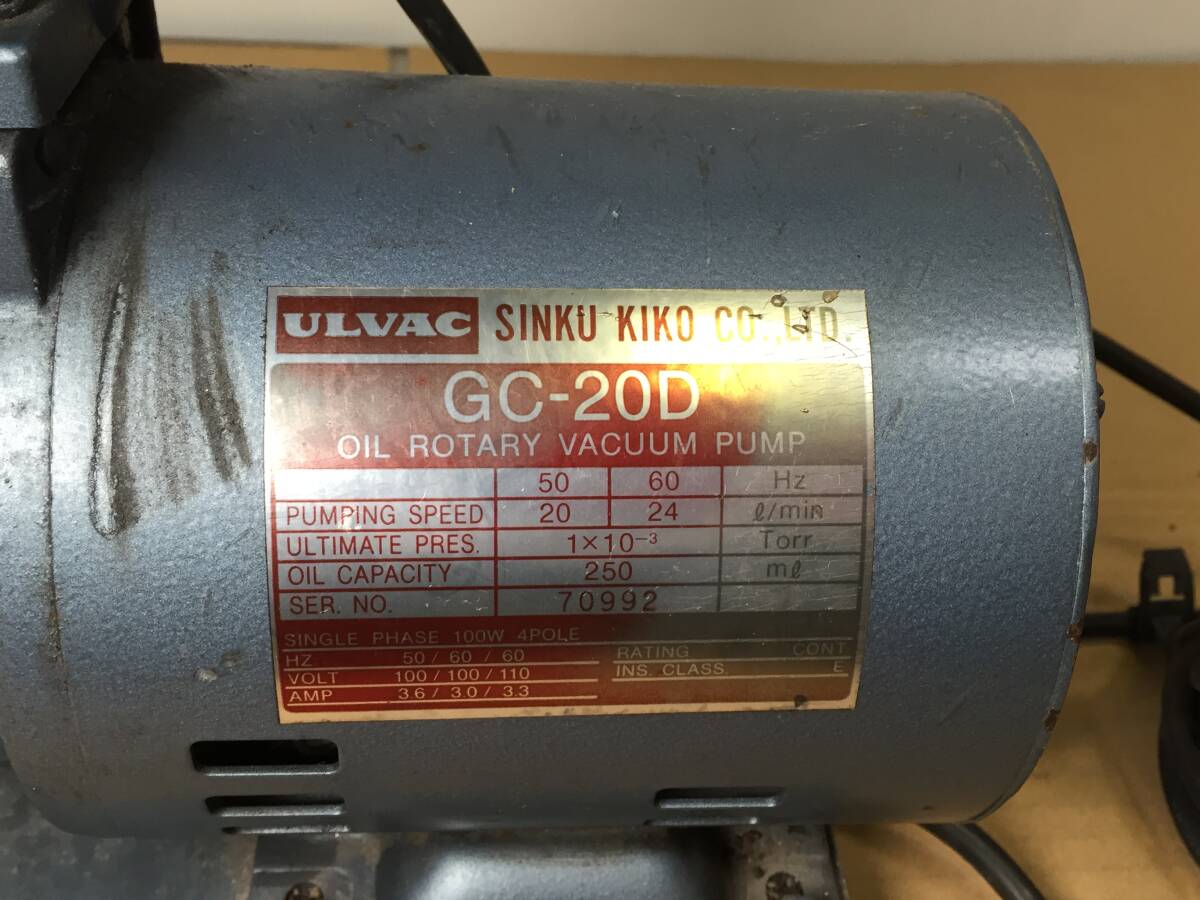 ULVAC SINKU KIKO CO., LTD.
GC-20D
OIL ROTARY VACUUM PUMP
50 60 Hz
PUMPING SPEED 20 24 ℓ/min
ULTIMATE PRES. 1×10⁻³ Torr
OIL CAPACITY 250 mℓ
SER. NO. 70992
SINGLE PHASE 100W 4POLE
HZ 50 / 60 / 60 RATING CONT
VOLT 100 / 100 / 110 INS. CLASS. E
AMP 3.6 / 3.0 / 3.3